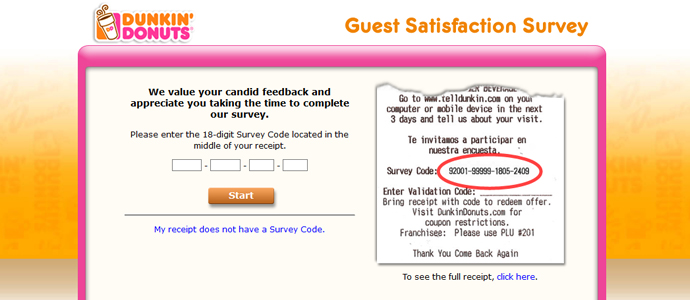 DUNKIN'
DONUTS
Guest Satisfaction Survey
We value your candid feedback and
appreciate you taking the time to complete
our survey.
Please enter the 18-digit Survey Code located in the
middle of your receipt.
- - -
Start
My receipt does not have a Survey Code.
BEVERAGE
Go to www.telldunkin.com on your
computer or mobile device in the next
3 days and tell us about your visit.
Te invitamos a participar en
nuestra encuesta.
Survey Code: 92001-99999-1805-2409
Enter Validation Code:
Bring receipt with code to redeem offer.
Visit DunkinDonuts.com for
coupon restrictions.
Franchisee: Please use PLU #201
Thank You Come Back Again
To see the full receipt, click here.